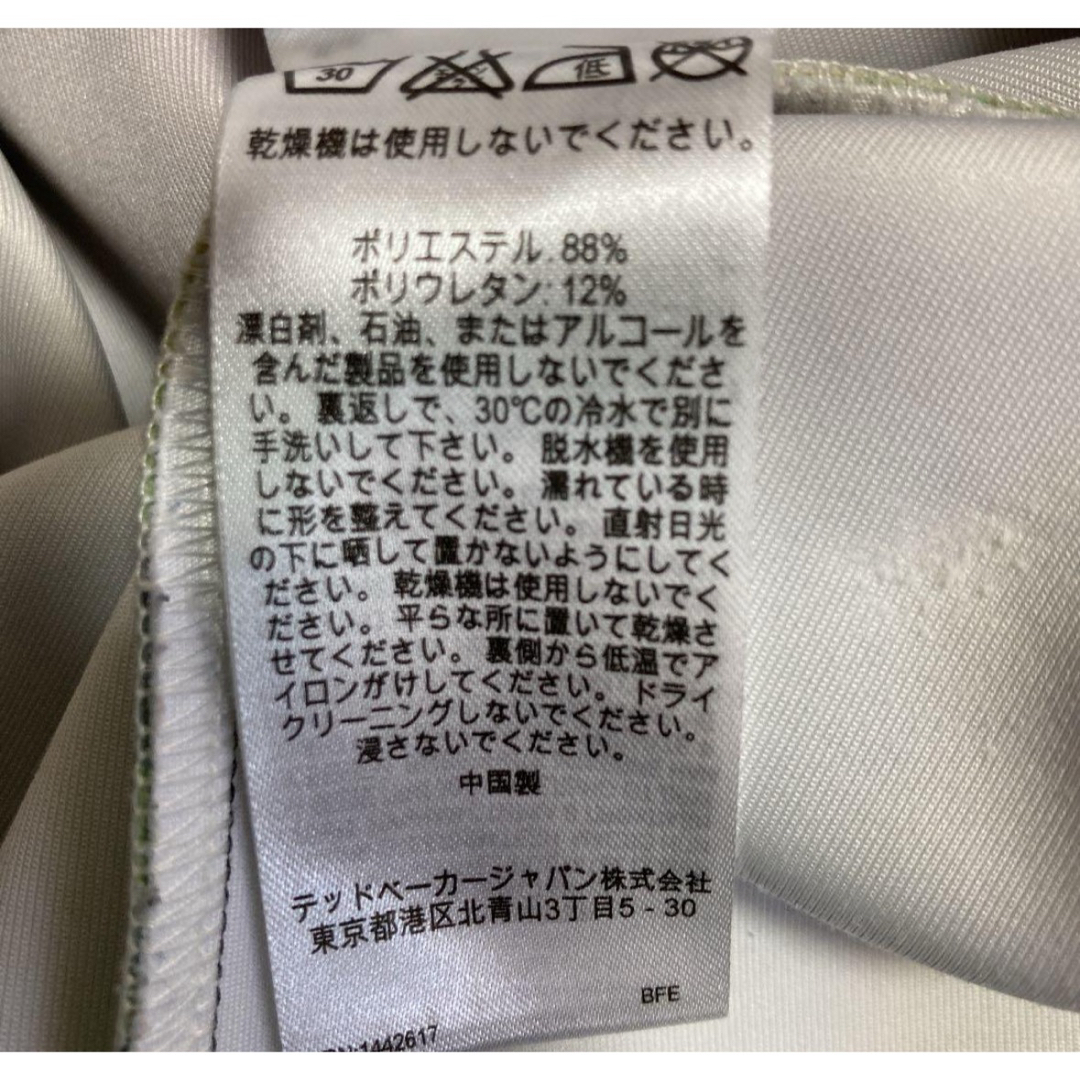 30
低
乾燥機は使用しないでください。
ポリエステル: 88%
ポリウレタン: 12%
漂白剤、石油、またはアルコールを
含んだ製品を使用しないでくださ
い。裏返しで、30℃の冷水で別に
手洗いして下さい。脱水機を使用
しないでください。濡れている時
に形を整えてください。直射日光
の下に晒して置かないようにしてく
ださい。乾燥機は使用しないでく
ださい。平らな所に置いて乾燥さ
せてください。裏側から低温でア
イロンがけしてください。ドライ
クリーニングしないでください。
浸さないでください。
中国製
テッドベーカージャパン株式会社
東京都港区北青山3丁目5 - 30
BFE
1442617